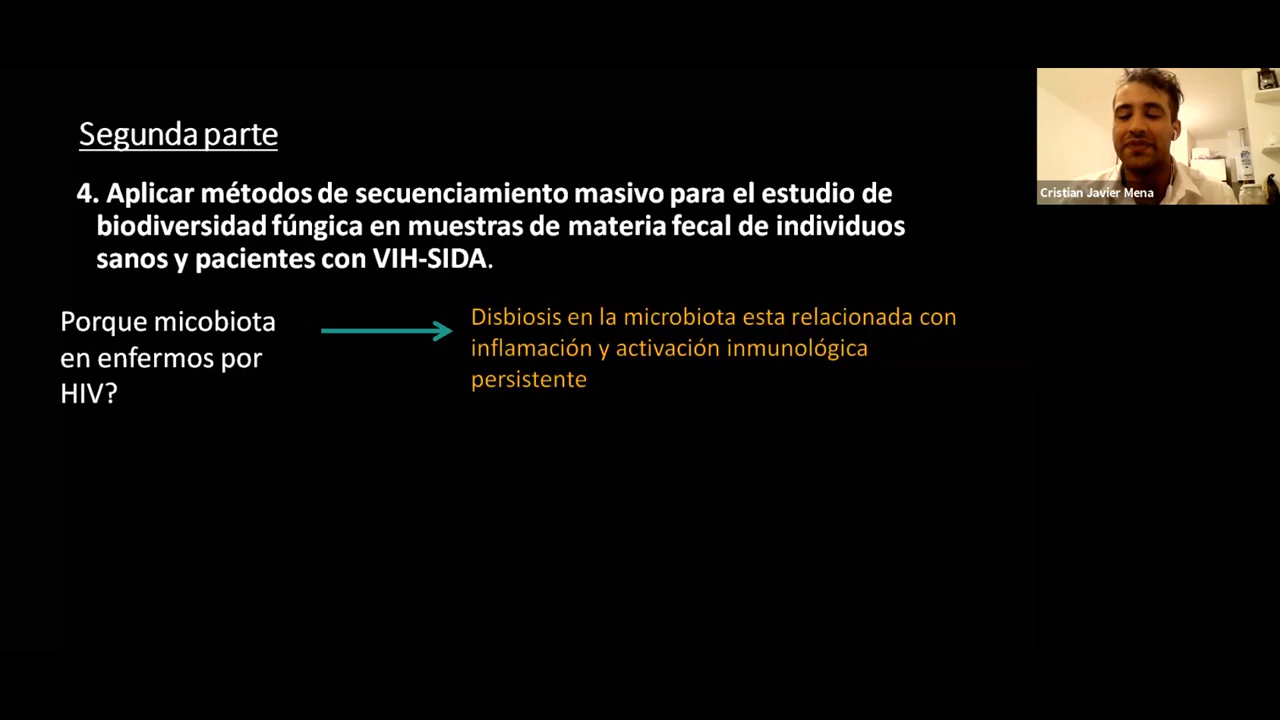 Segunda parte
4. Aplicar métodos de secuenciamiento masivo para el estudio de
biodiversidad fúngica en muestras de materia fecal de individuos
sanos y pacientes con VIH-SIDA.
Porque micobiota
en enfermos por
HIV?
Disbiosis en la microbiota esta relacionada con
inflamación y activación inmunológica
persistente
Cristian Javier Mena